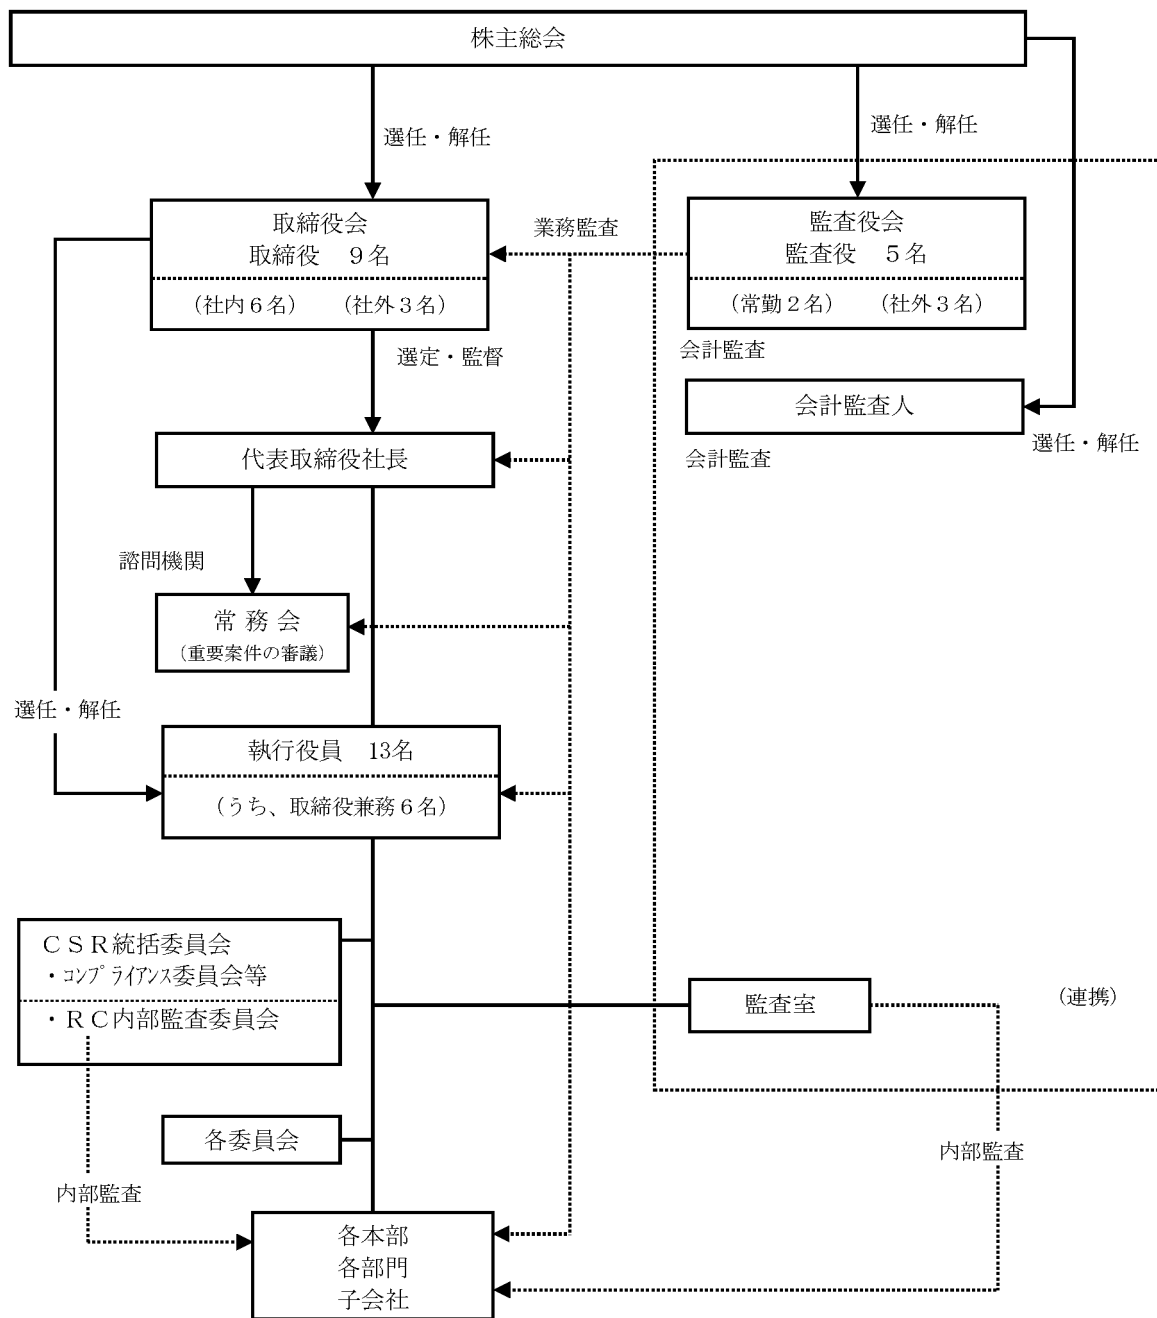 株主総会
選任・解任
選任・解任
取締役会
取締役　９名
（社内６名）　（社外３名）
業務監査
監査役会
監査役　５名
（常勤２名）　（社外３名）
会計監査
選定・監督
会計監査人
選任・解任
会計監査
代表取締役社長
諮問機関
常 務 会
（重要案件の審議）
選任・解任
執行役員　13名
（うち、取締役兼務６名）
ＣＳＲ統括委員会
・ｺﾝﾌﾟﾗｲｱﾝｽ委員会等
・ＲＣ内部監査委員会
監査室
（連携）
各委員会
内部監査
内部監査
各本部
各部門
子会社